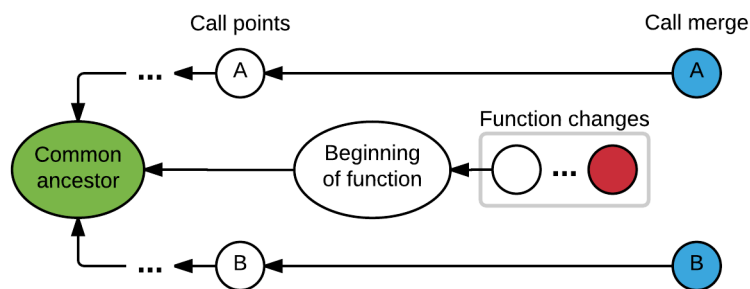 Call points
Call merge
...
A
A
Function changes
Common
ancestor
Beginning
of function
...
...
B
B